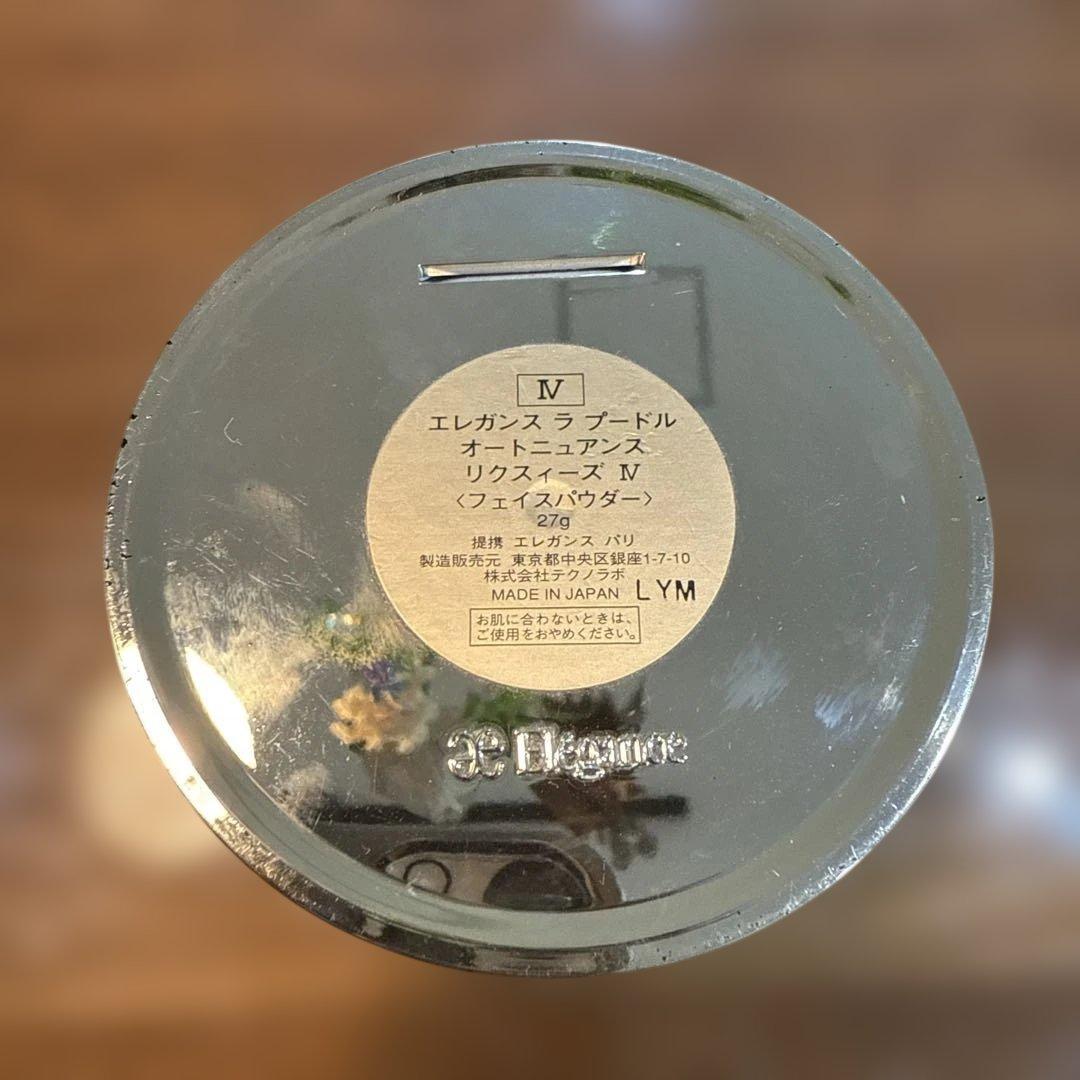 Ⅳ
エレガンス ラ プードル
オートニュアンス
リクスィーズ Ⅳ
〈フェイスパウダー〉
27g
提携 エレガンス パリ
製造販売元 東京都中央区銀座1-7-10
株式会社テクノラボ
MADE IN JAPAN LYM
お肌に合わないときは、
ご使用をおやめください。
Elégance